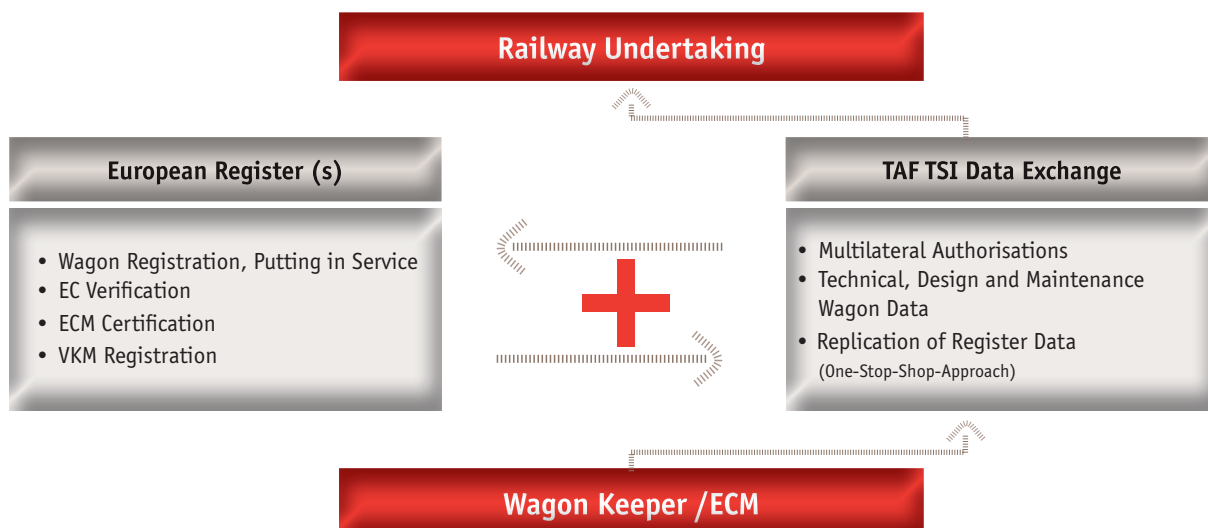 Railway Undertaking
European Register (s)
• Wagon Registration, Putting in Service
• EC Verification
• ECM Certification
• VKM Registration
TAF TSI Data Exchange
• Multilateral Authorisations
• Technical, Design and Maintenance
Wagon Data
• Replication of Register Data
(One-Stop-Shop-Approach)
Wagon Keeper /ECM